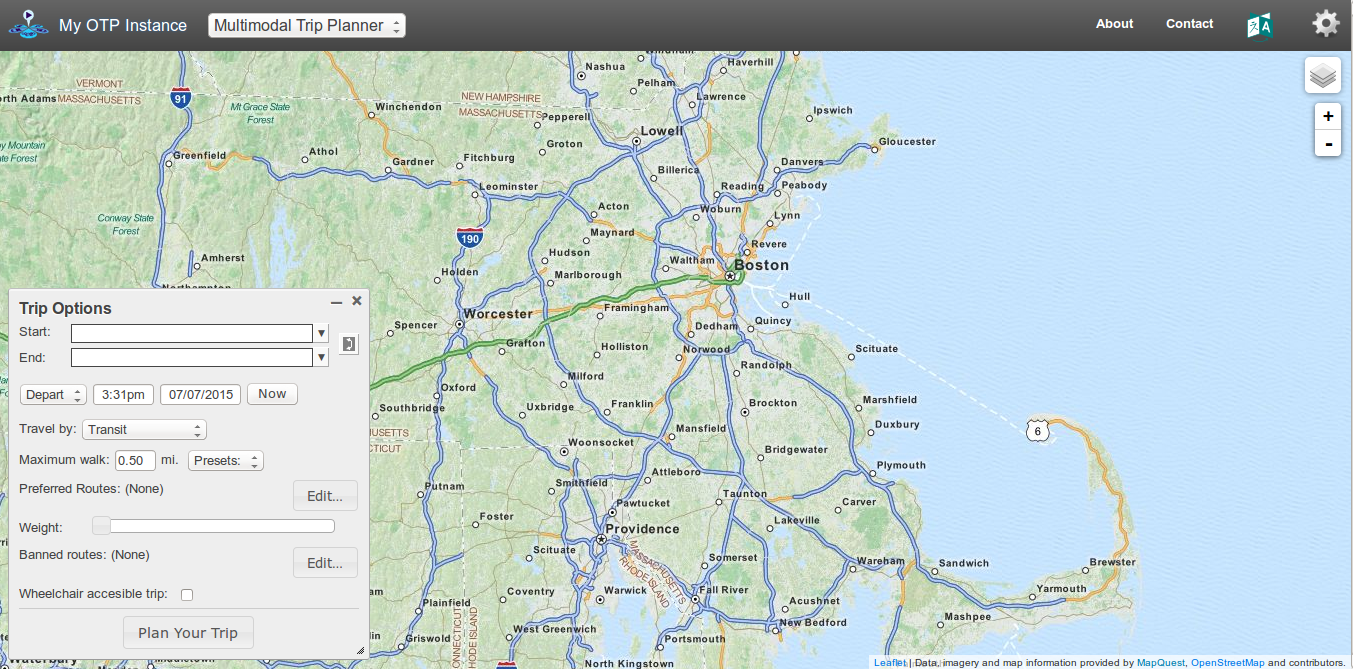 My OTP Instance
Multimodal Trip Planner
About
Contact
A
+
-
Nashua
Haverhill
Pelham
VERMONT
MASSACHUSETTS
Lawrence
NEW HAMPSHIRE
MASSACHUSETTS
91
Mt Grace State
Forest
Winchendon
Pepperell
Ipswich
Lowell
Gloucester
Greenfield
Athol
Gardner
Fitchburg
Groton
Danvers
Billerica
Leominster
Reading
Peabody
Acton
Woburn
Lynn
Conway State
Forest
Maynard
190
Revere
Hudson
Waltham
Boston
Amherst
Holden
Marlborough
Northampton
Hull
Worcester
Framingham
Quincy
Spencer
Dedham
Grafton
Holliston
Norwood
Scituate
Randolph
Milford
Oxford
Southbridge
Uxbridge
Franklin
Brockton
Marshfield
Mansfield
Duxbury
6
Woonsocket
Bridgewater
Plymouth
Attleboro
Smithfield
Putnam
Taunton
Pawtucket
Carver
Foster
Lakeville
Providence
MASSACHUSETTS
RHODE ISLAND
Scituate
Somerset
Wareham
Sandwich
Brewster
Coventry
Warwick
Fall River
Yarmouth
Plainfield
Acushnet
Mashpee
New Bedford
West Greenwich
Griswold
Portsmouth
North Kingstown
Trip Options
Start:
End:
Depart 3:31pm 07/07/2015 Now
Travel by: Transit
Maximum walk: 0.50 mi. Presets:
Preferred Routes: (None)
Edit...
Weight:
Banned routes: (None)
Edit...
Wheelchair accesible trip:
Plan Your Trip
Leaflet | Data, imagery and map information provided by MapQuest, OpenStreetMap and contributors.